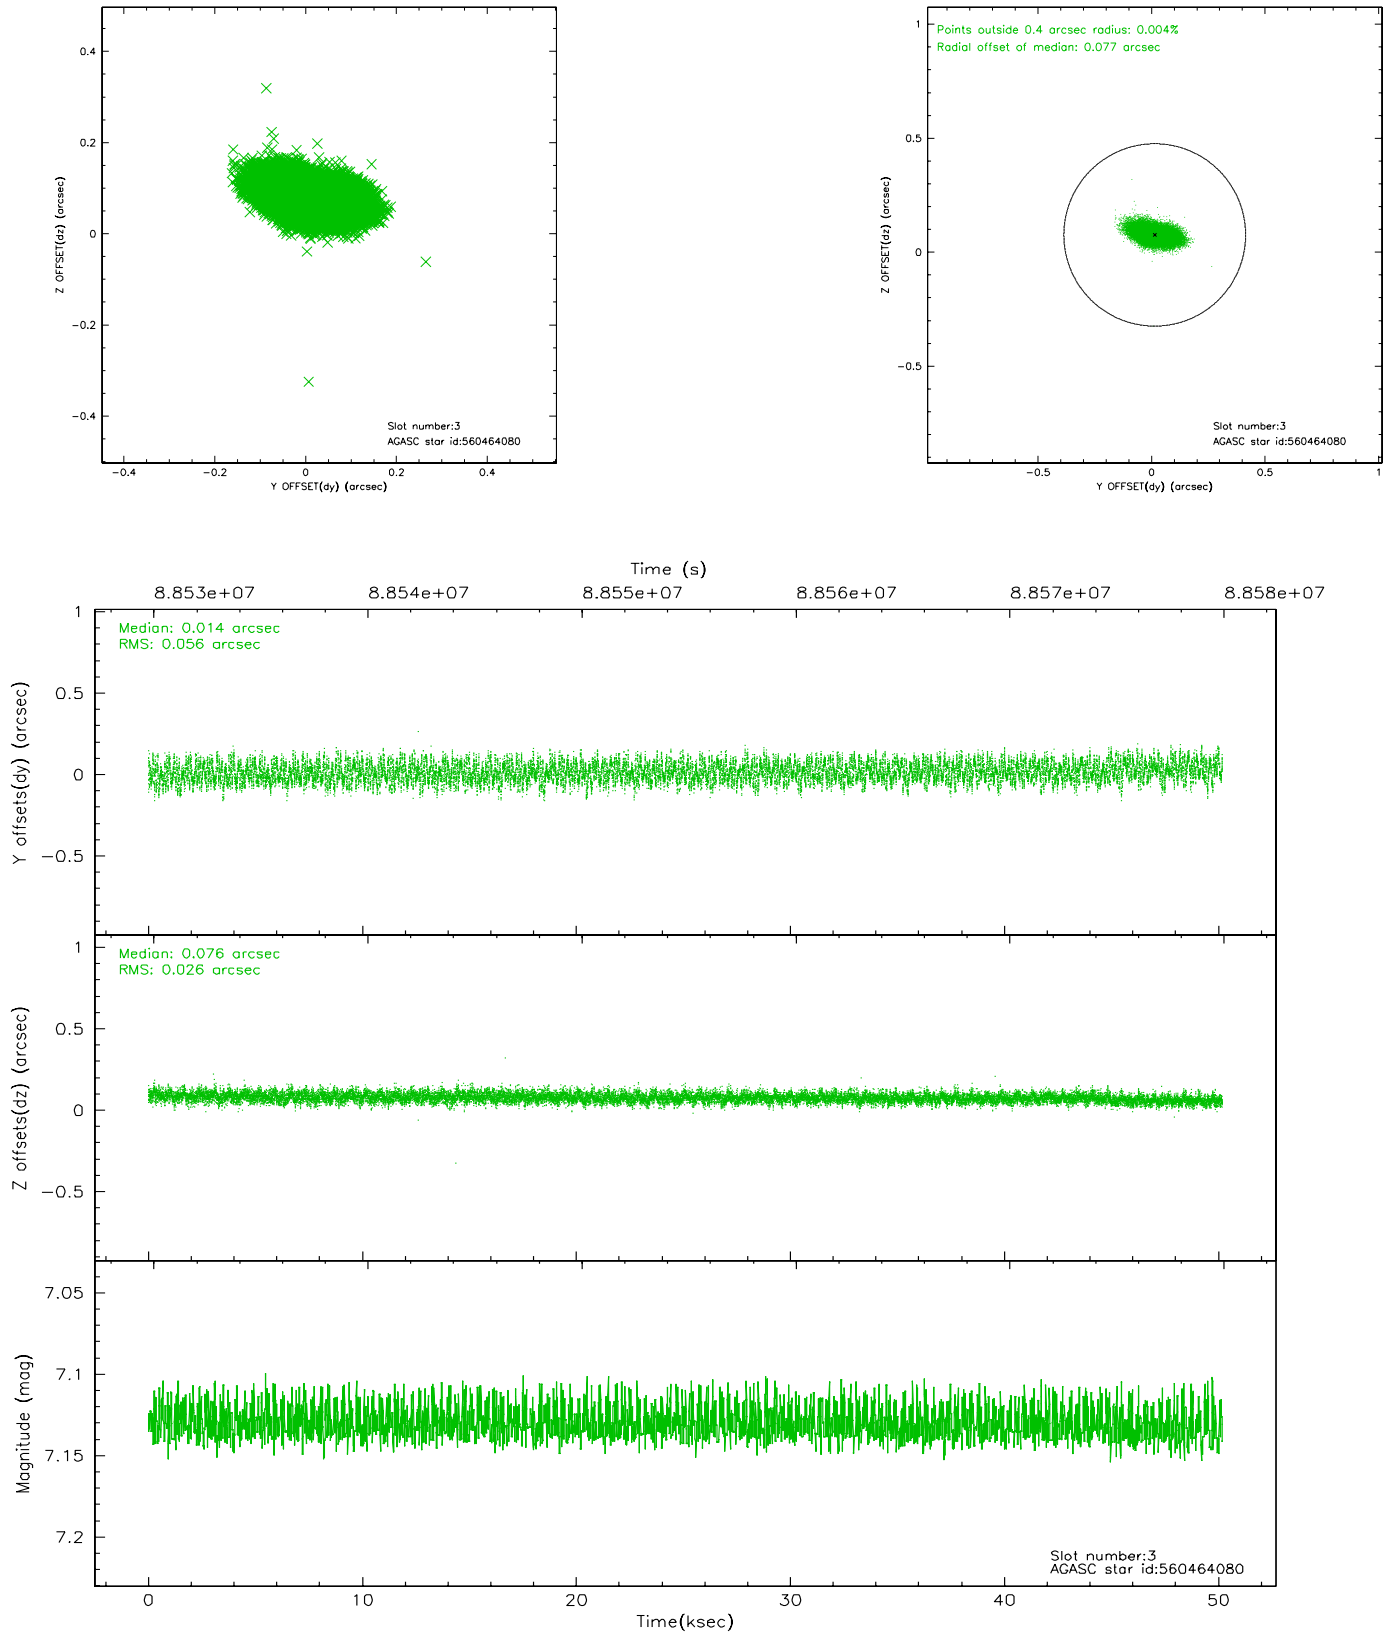 0.4
0.2
0
−0.2
−0.4
Z OFFSET(dz) (arcsec)
Slot number:3
AGASC star id:560464080
−0.4 −0.2 0 0.2 0.4
Y OFFSET(dy) (arcsec)
Points outside 0.4 arcsec radius: 0.004%
Radial offset of median: 0.077 arcsec
1
0.5
0
−0.5
Z OFFSET(dz) (arcsec)
Slot number:3
AGASC star id:560464080
−0.5 0 0.5 1
Y OFFSET(dy) (arcsec)
Time (s)
8.853e+07 8.854e+07 8.855e+07 8.856e+07 8.857e+07 8.858e+07
Median: 0.014 arcsec
RMS: 0.056 arcsec
1
0.5
0
−0.5
Y offsets(dy) (arcsec)
Median: 0.076 arcsec
RMS: 0.026 arcsec
1
0.5
0
−0.5
Z offsets(dz) (arcsec)
7.05
7.1
7.15
7.2
Magnitude (mag)
Slot number:3
AGASC star id:560464080
0 10 20 30 40 50
Time(ksec)